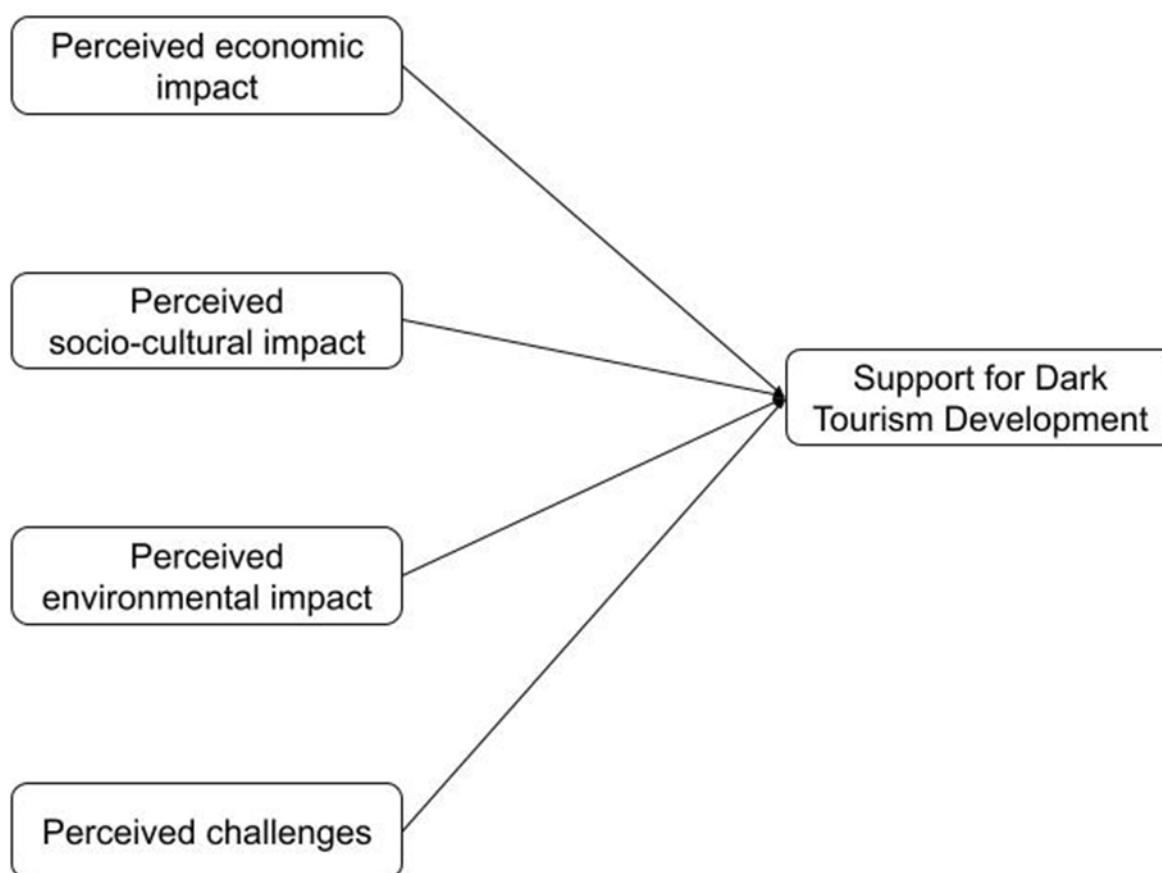 Perceived economic
impact
Perceived
socio-cultural impact
Support for Dark
Tourism Development
Perceived
environmental impact
Perceived challenges